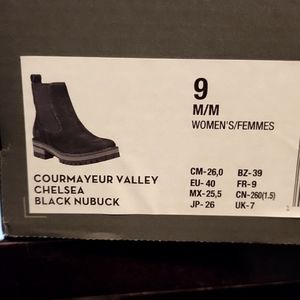 9
M/M
WOMEN'S/FEMMES
COURMAYEUR VALLEY
CHELSEA
BLACK NUBUCK
CM-26,0 BZ-39
EU- 40 FR-9
MX-25,5 CN-260(1.5)
JP- 26 UK-7